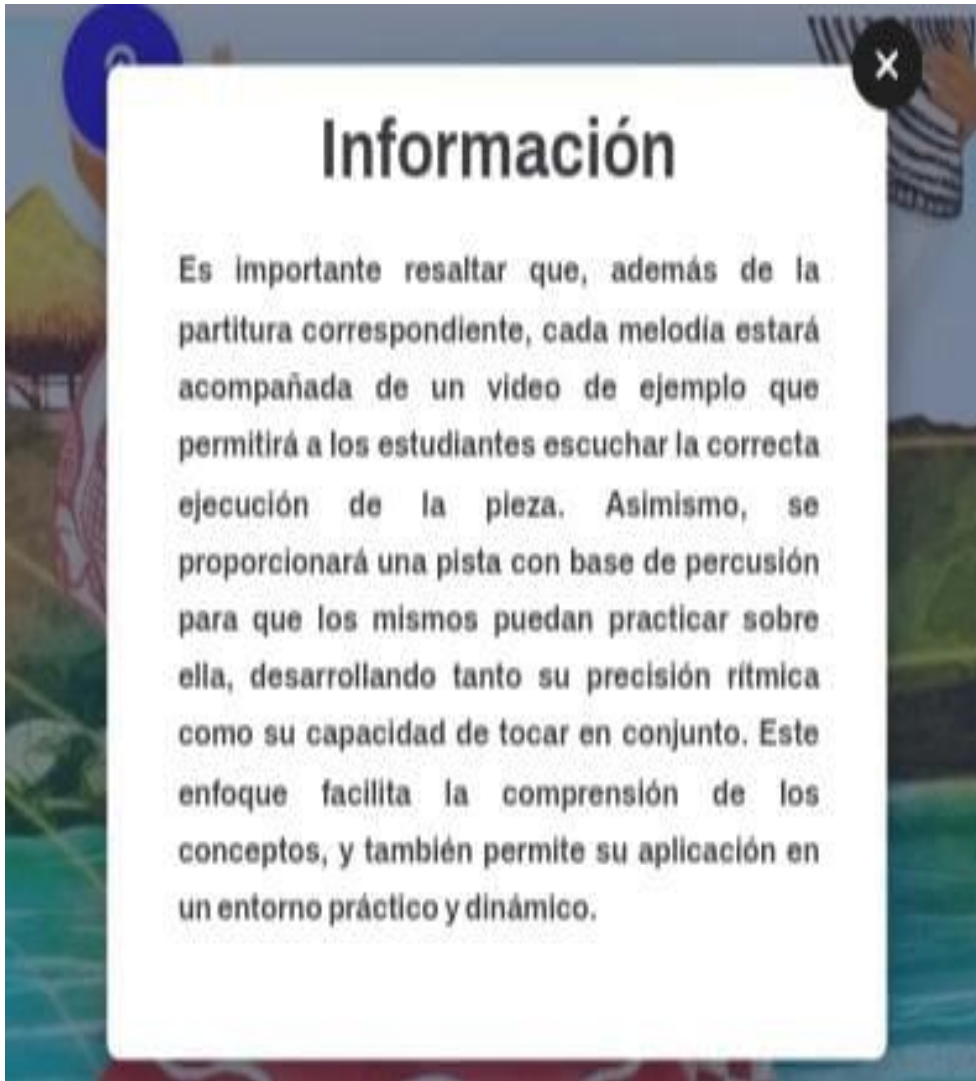 Información
Es importante resaltar que, además de la
partitura correspondiente, cada melodía estará
acompañada de un video de ejemplo que
permitirá a los estudiantes escuchar la correcta
ejecución de la pieza. Asimismo, se
proporcionará una pista con base de percusión
para que los mismos puedan practicar sobre
ella, desarrollando tanto su precisión rítmica
como su capacidad de tocar en conjunto. Este
enfoque facilita la comprensión de los
conceptos, y también permite su aplicación en
un entorno práctico y dinámico.